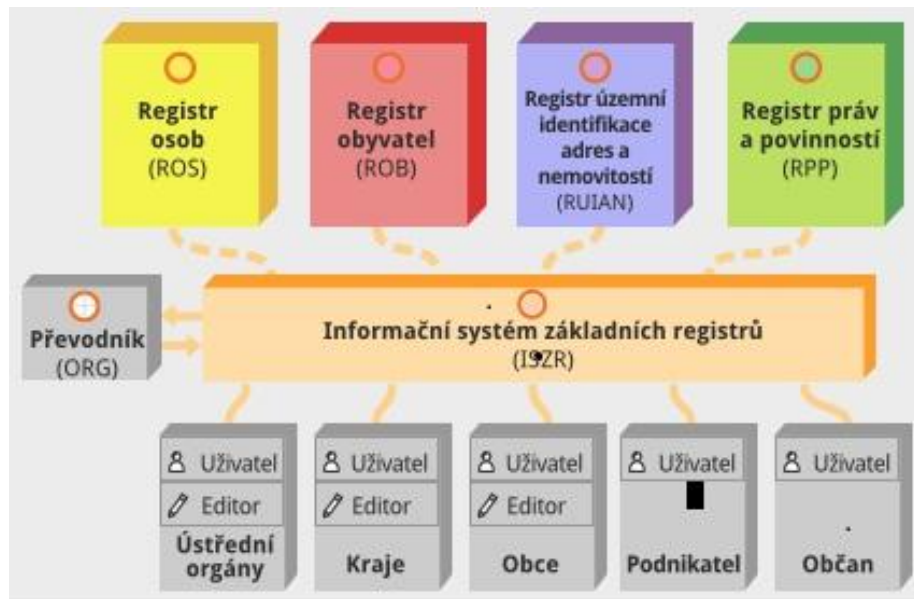 Registr
osob
(ROS)
Registr
obyvatel
(ROB)
Registr územní
identifikace
adres a
nemovitostí
(RUIAN)
Registr práv
a povinností
(RPP)
Převodník
(ORG)
Informační systém základních registrů
(ISZR)
Uživatel
Editor
Ústřední
orgány
Uživatel
Editor
Kraje
Uživatel
Editor
Obce
Uživatel
Podnikatel
Uživatel
Občan